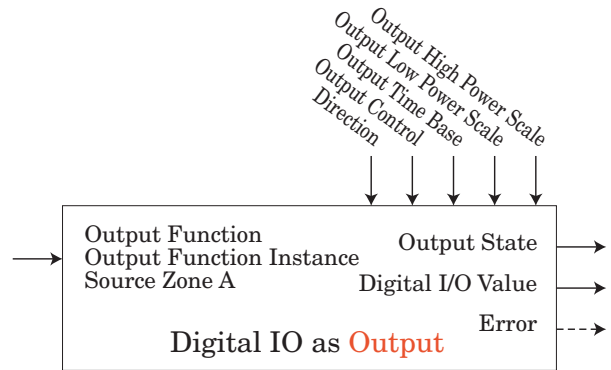 Output High Power Scale
Output Low Power Scale
Output Time Base
Output Control
Direction
Output Function
Output Function Instance
Source Zone A
Output State
Digital I/O Value
Error
Digital IO as Output